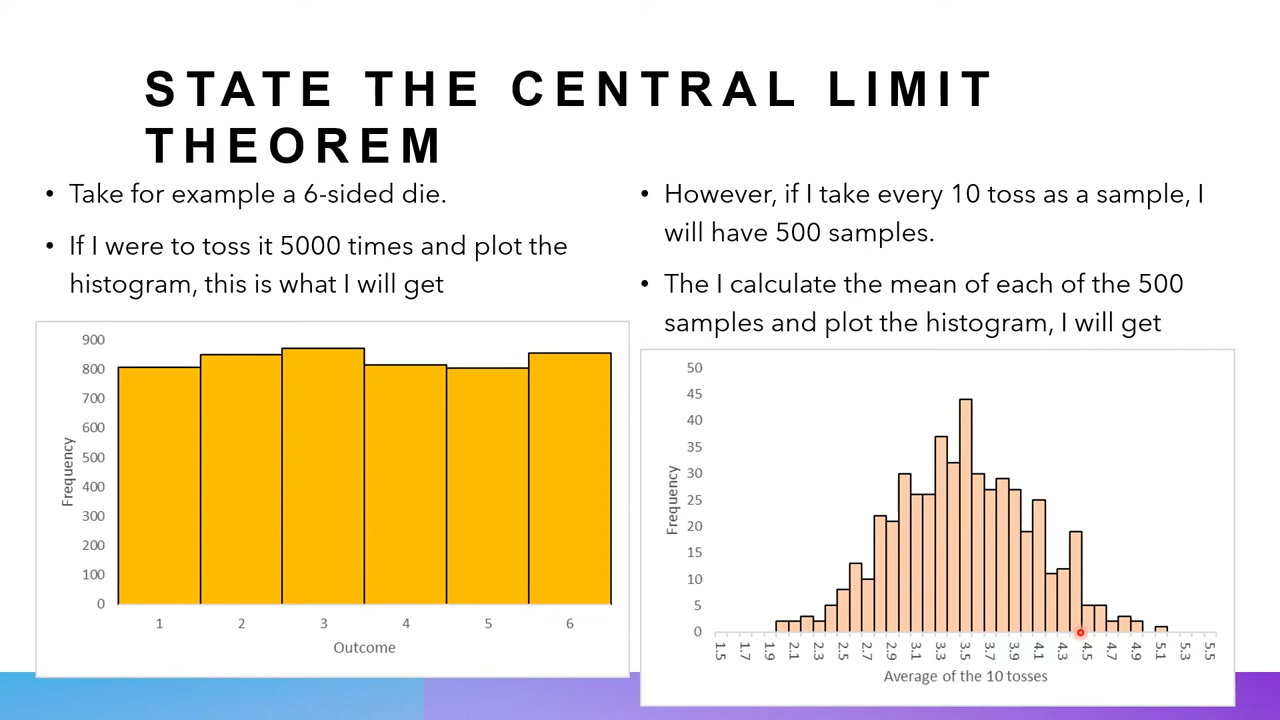 STATE THE CENTRAL LIMIT
THEOREM
• Take for example a 6-sided die.
• If I were to toss it 5000 times and plot the
histogram, this is what I will get
900
800
700
600
500
400
300
200
100
0
Frequency
1 2 3 4 5 6
Outcome
• However, if I take every 10 toss as a sample, I
will have 500 samples.
• The I calculate the mean of each of the 500
samples and plot the histogram, I will get
50
45
40
35
30
25
20
15
10
5
0
Frequency
1.5 1.7 1.9 2.1 2.3 2.5 2.7 2.9 3.1 3.3 3.5 3.7 3.9 4.1 4.3 4.5 4.7 4.9 5.1 5.3 5.5
Average of the 10 tosses